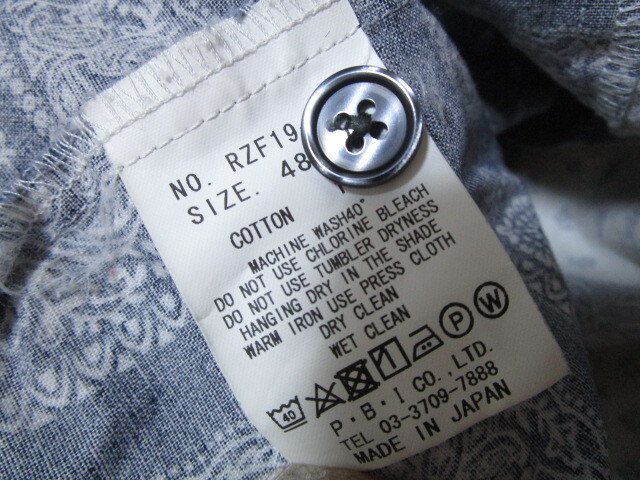 NO. RZF19
SIZE. 48
COTTON
MACHINE WASH40°
DO NOT USE CHLORINE BLEACH
DO NOT USE TUMBLER DRYNESS
HANGING DRY IN THE SHADE
WARM IRON USE PRESS CLOTH
DRY CLEAN
WET CLEAN
40 P W
P・B・I CO.,LTD.
TEL 03-3709-7888
MADE IN JAPAN